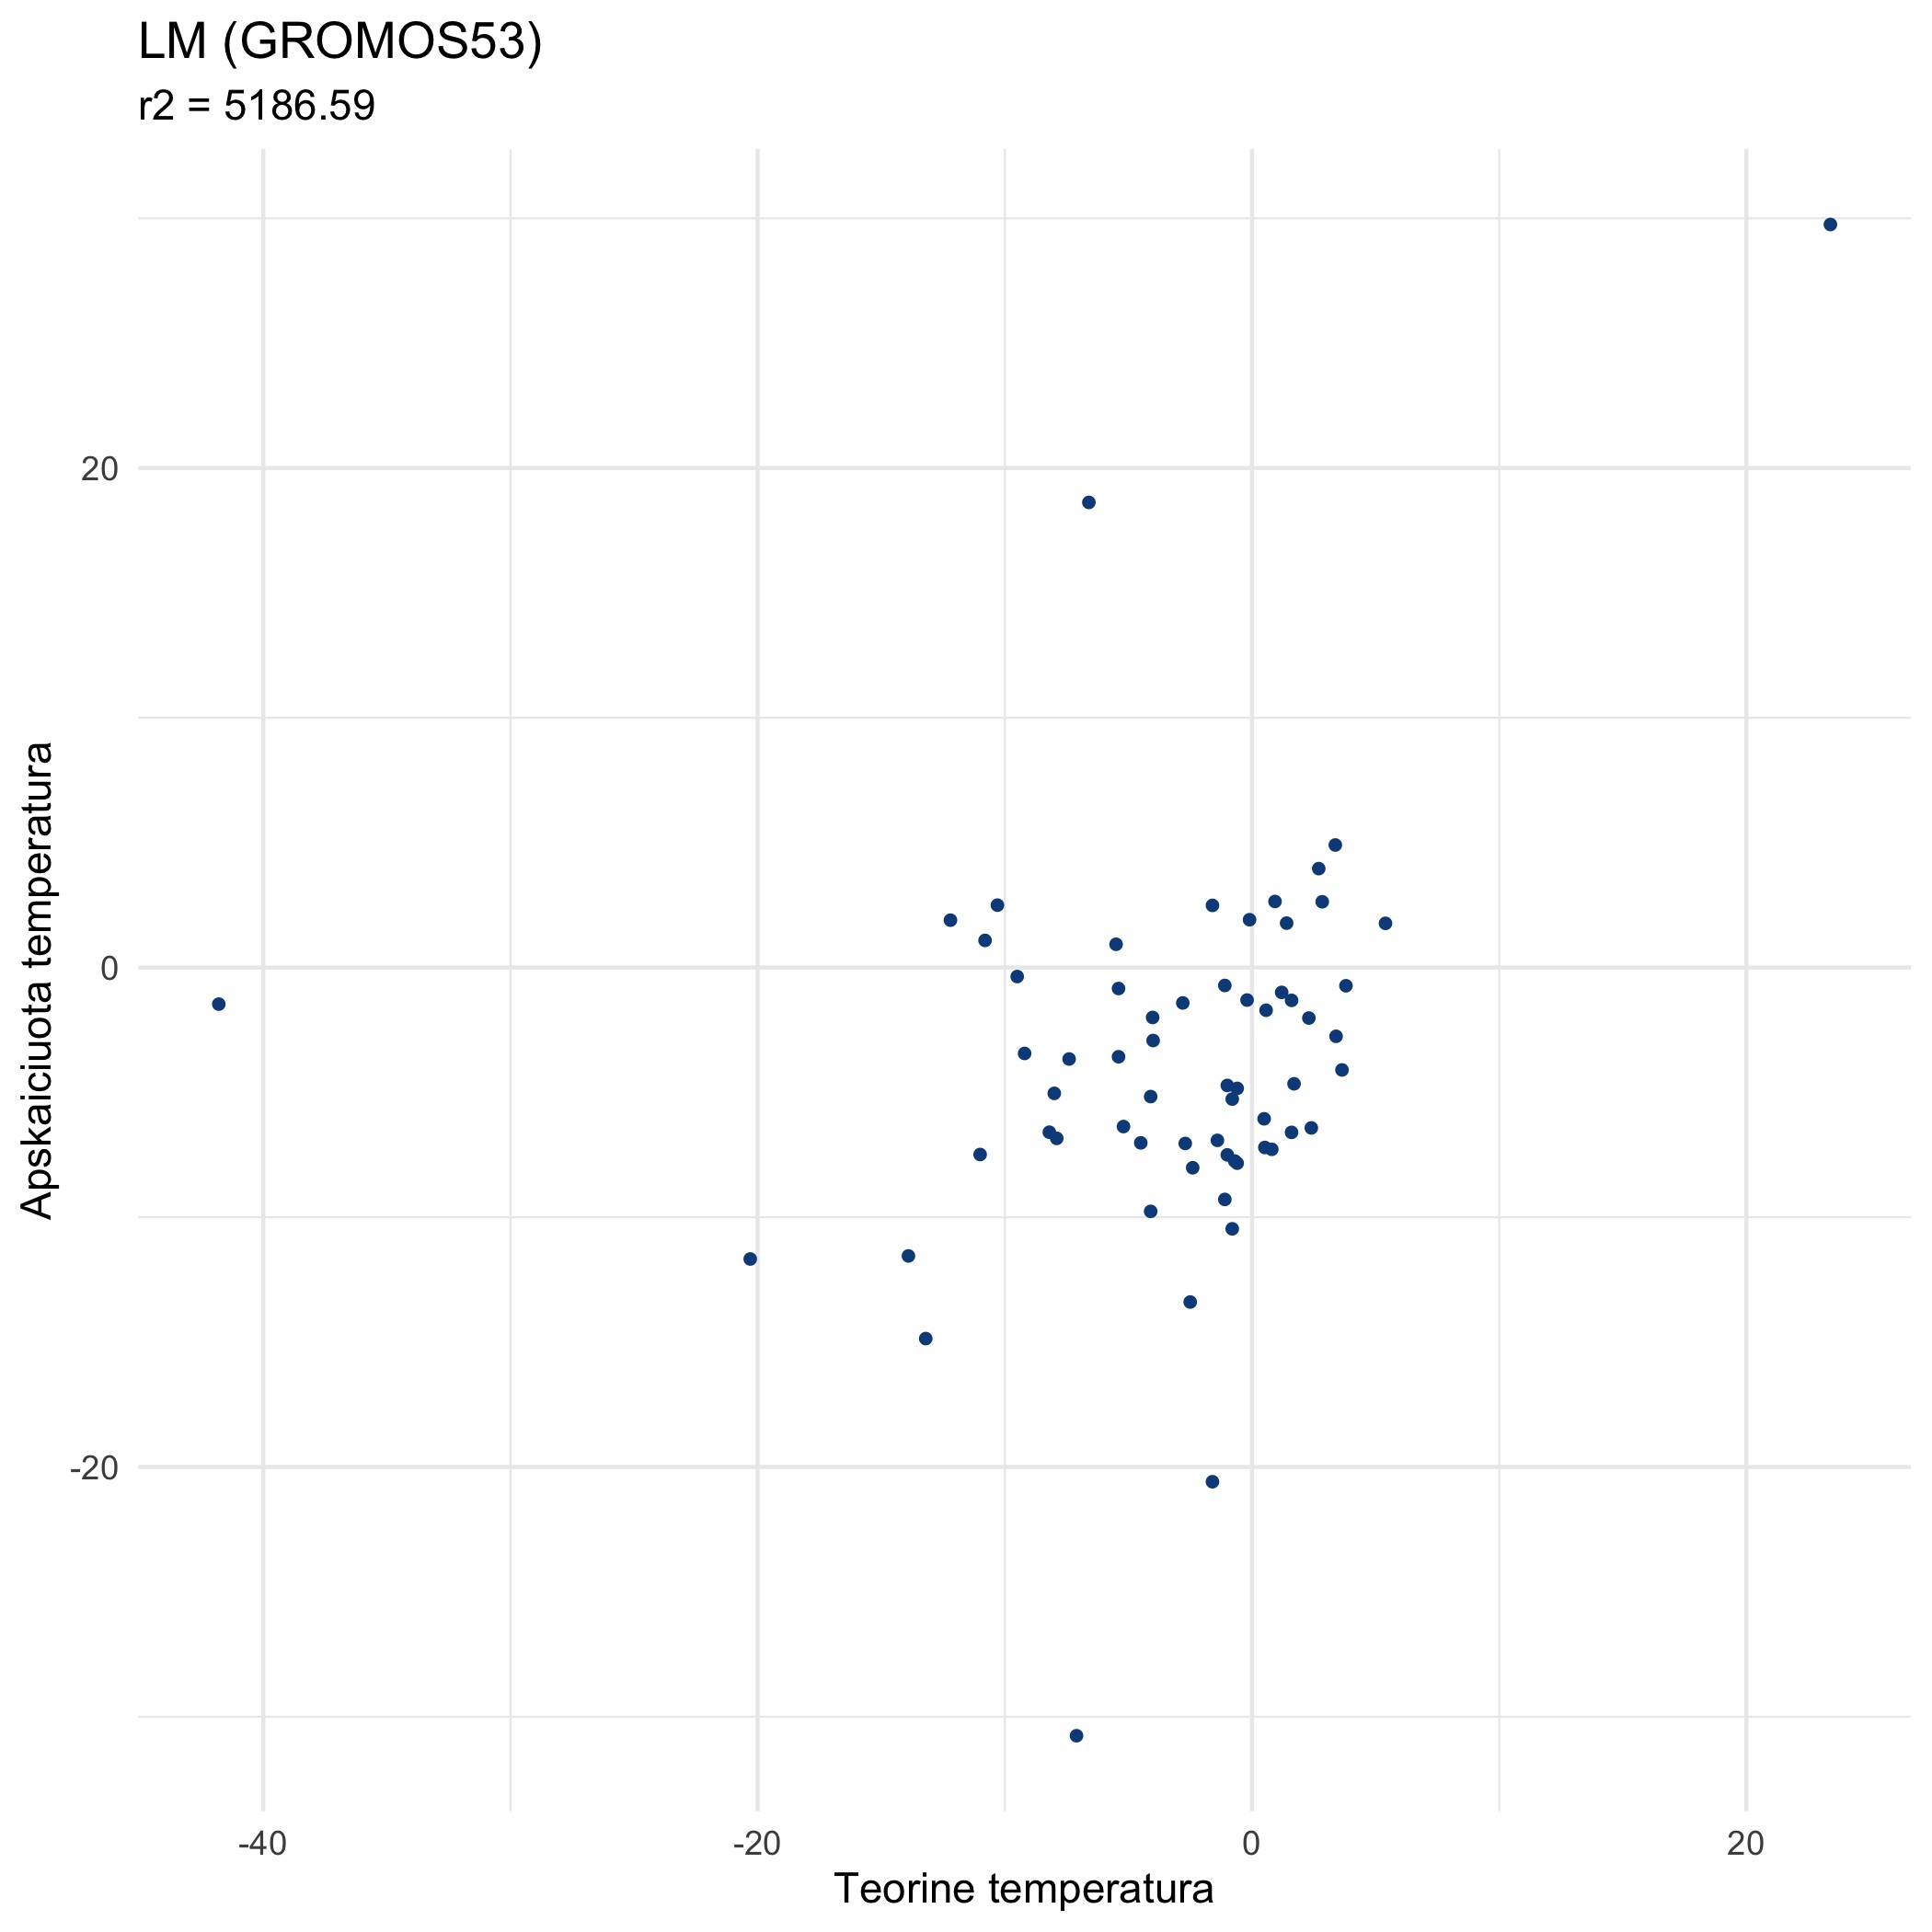 LM (GROMOS53)
r2 = 5186.59
20
0
-20
Apskaiciuota temperatura
-40
-20
0
20
Teorine temperatura